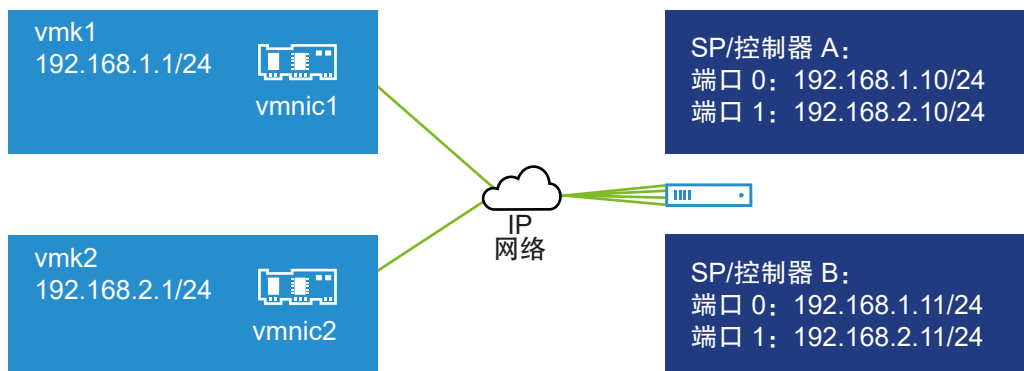 vmk1
192.168.1.1/24
vmnic1
SP/控制器 A：
端口 0：192.168.1.10/24
端口 1：192.168.2.10/24
IP
网络
vmk2
192.168.2.1/24
vmnic2
SP/控制器 B：
端口 0：192.168.1.11/24
端口 1：192.168.2.11/24